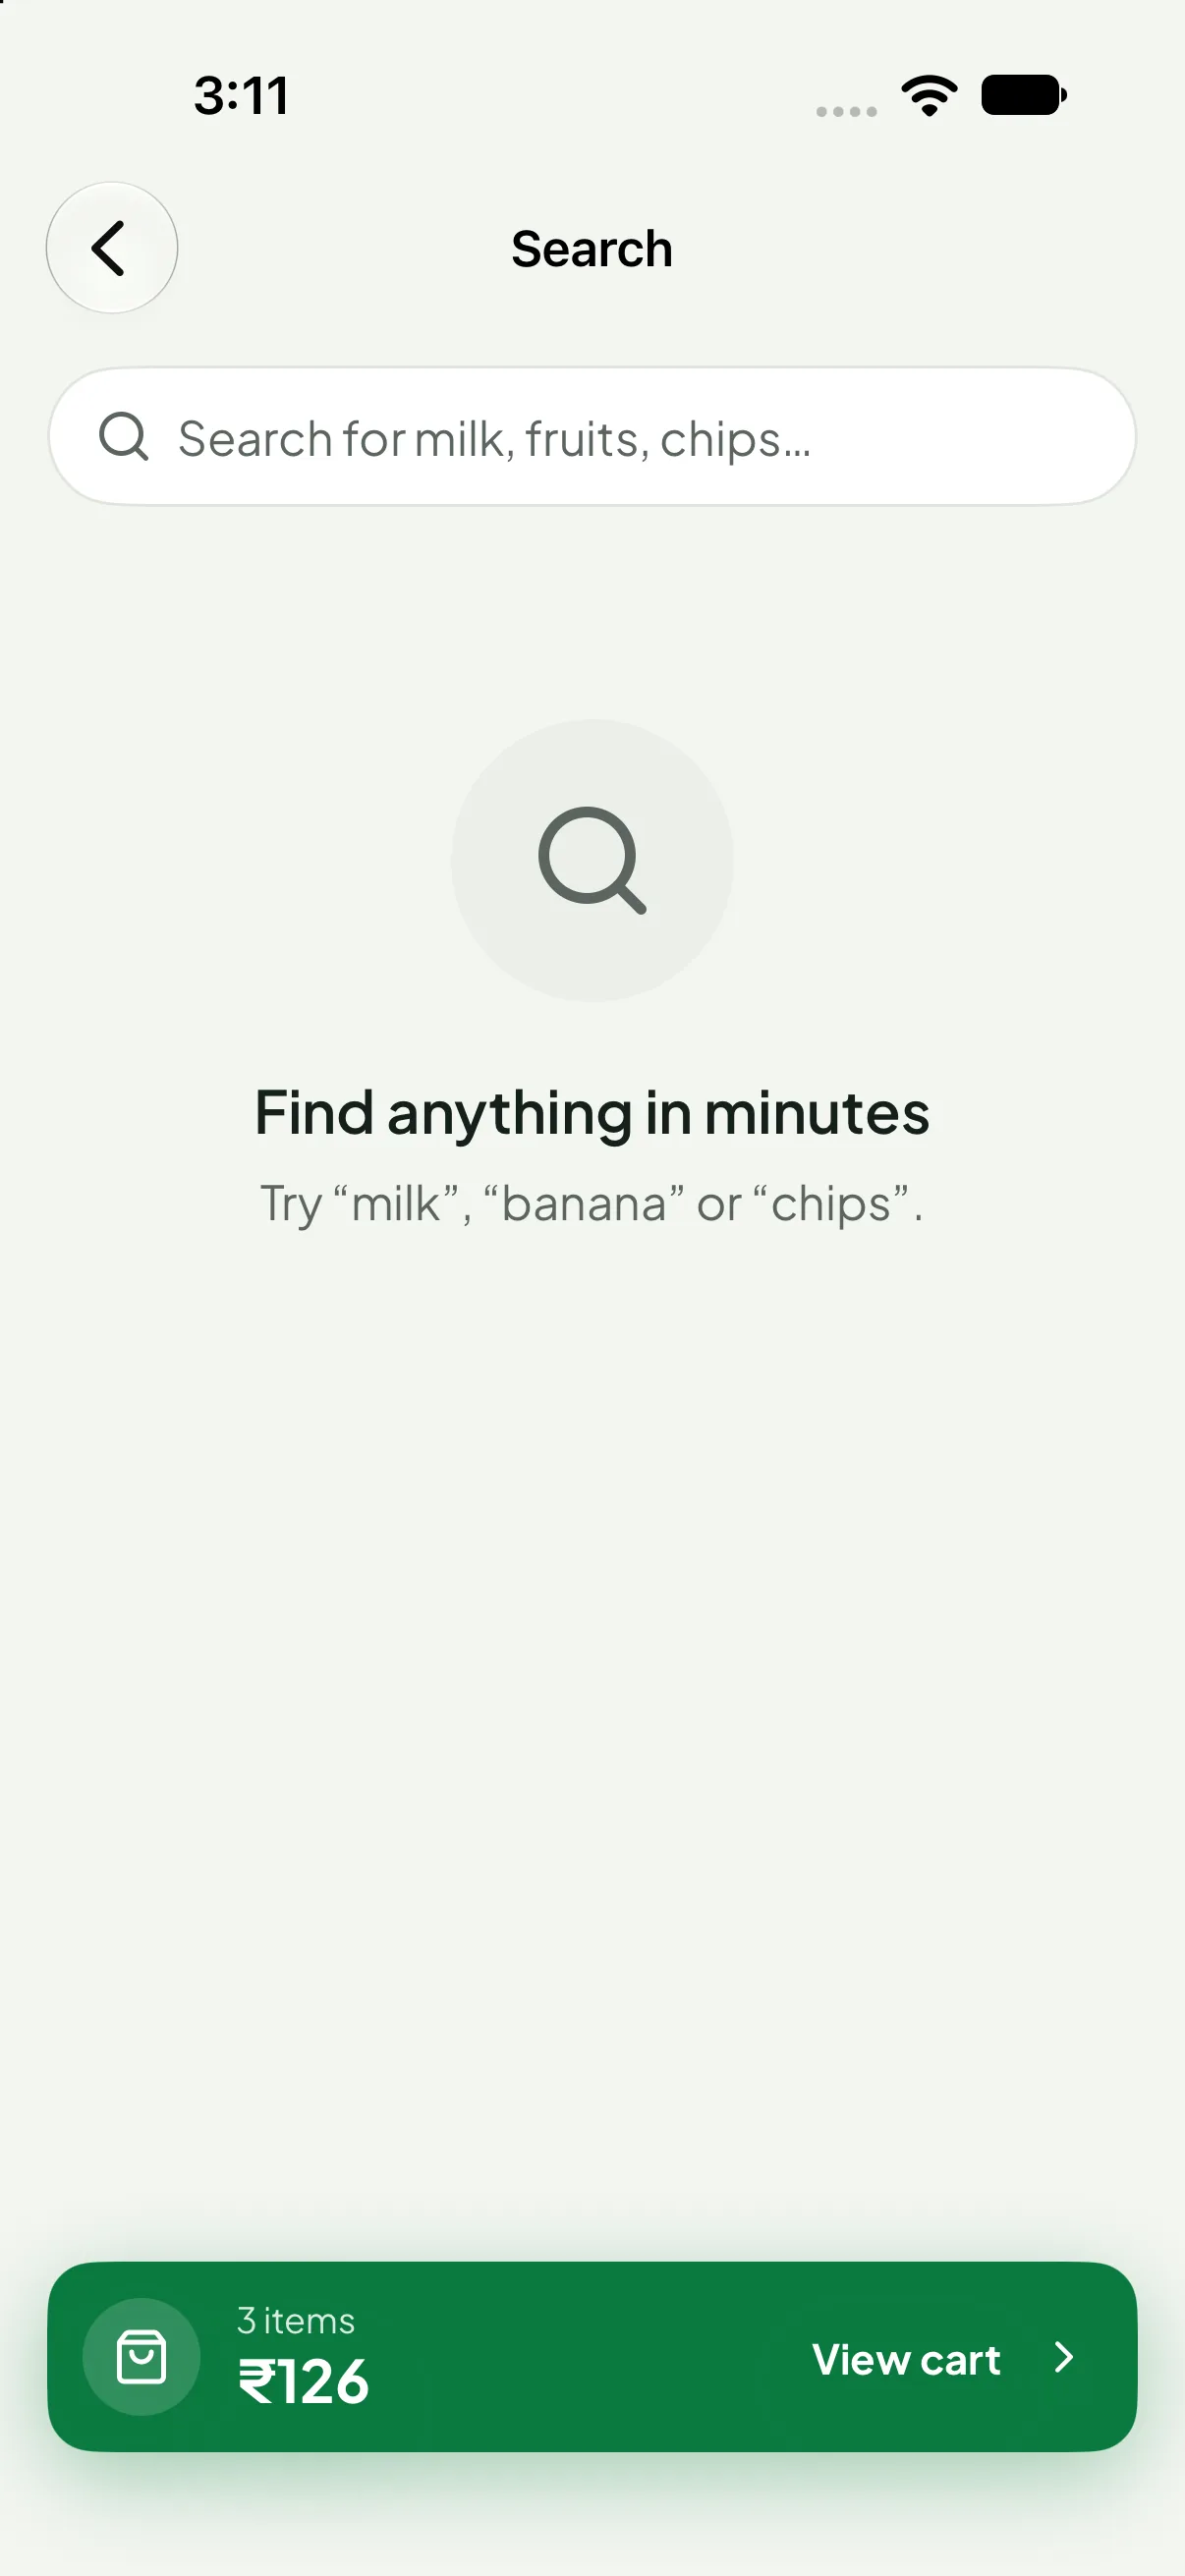 3:11
Search
Search for milk, fruits, chips...
Find anything in minutes
Try “milk”, “banana” or “chips”.
3 items
₹126
View cart